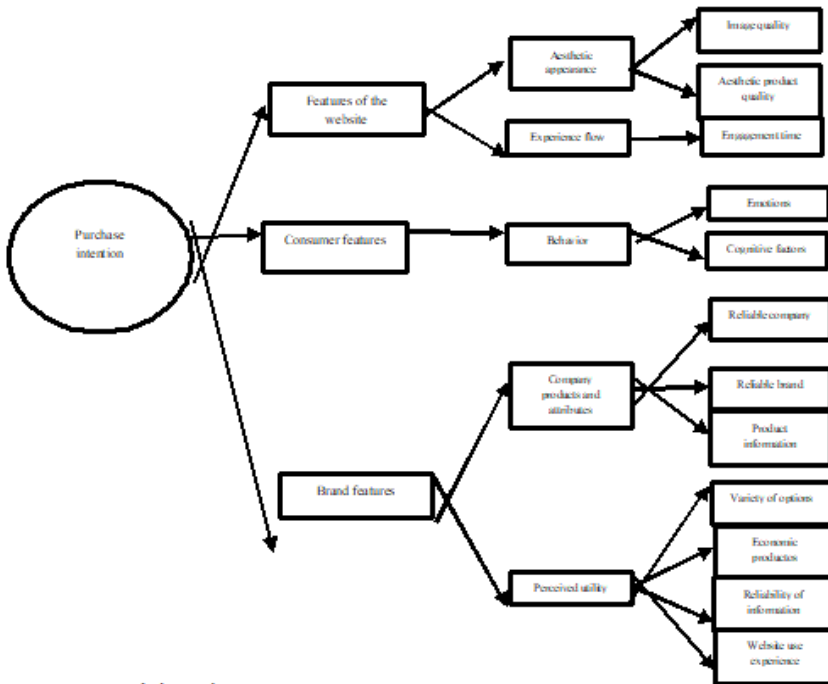 Purchase
intention
Features of the
website
Aesthetic
appearance
Image quality
Aesthetic product
quality
Experience flow
Engagement time
Consumer features
Behavior
Emotions
Cognitive factors
Brand features
Company
products and
attributes
Reliable company
Reliable brand
Product
information
Perceived utility
Variety of options
Economic
productos
Reliability of
information
Website use
experience